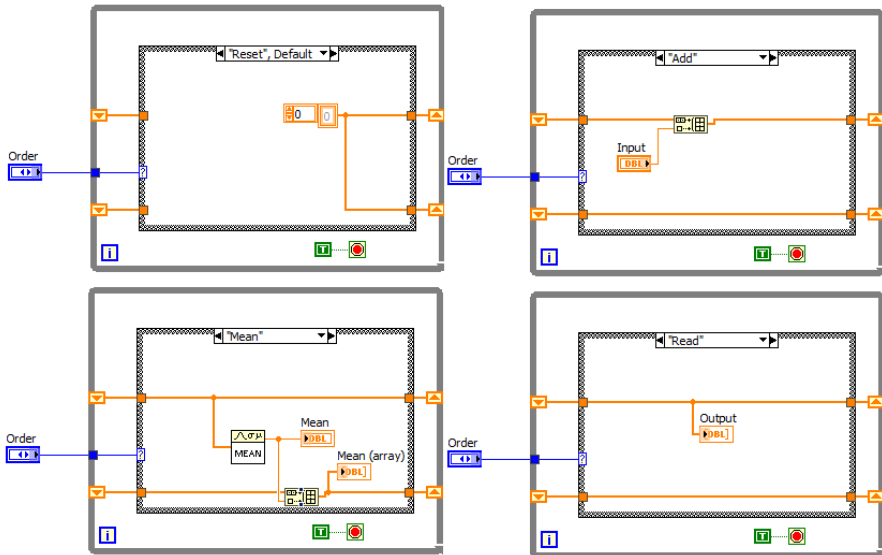 "Reset", Default
0
0
Order
?
i
T
"Add"
Input
DBL
Order
?
i
T
"Mean"
Mean
DBL
MEAN
Mean (array)
DBL
Order
?
i
T
"Read"
Output
DBL
Order
?
i
T